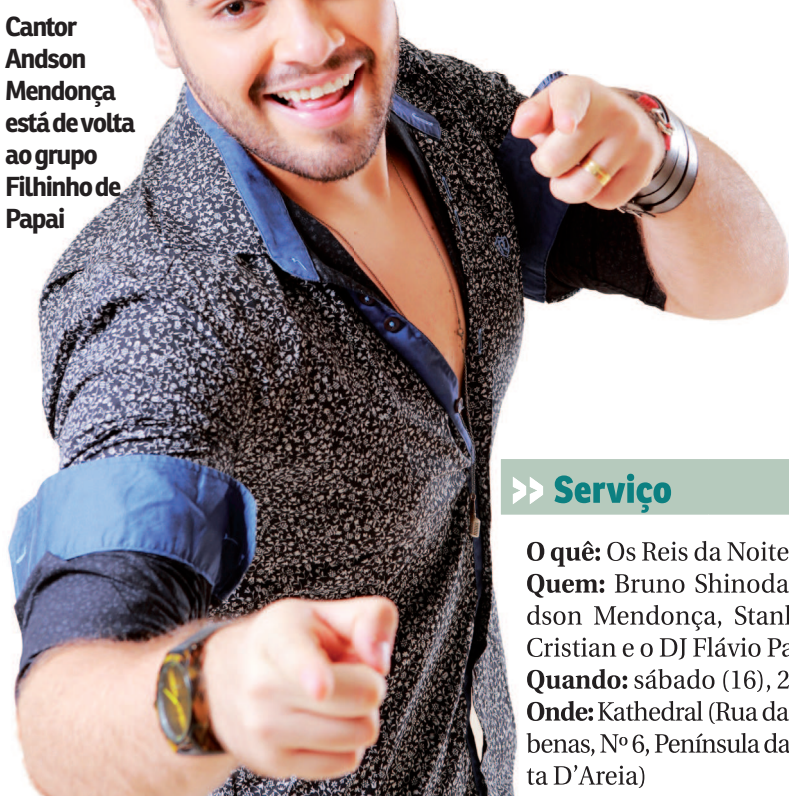 Cantor
Andson
Mendonça
está de volta
ao grupo
Filhinho de
Papai
>> Serviço
O quê: Os Reis da Noite
Quem: Bruno Shinoda
dson Mendonça, Stanl
Cristian e o DJ Flávio Pa
Quando: sábado (16), 2
Onde: Kathedral (Rua da
benas, Nº 6, Península da
ta D’Areia)